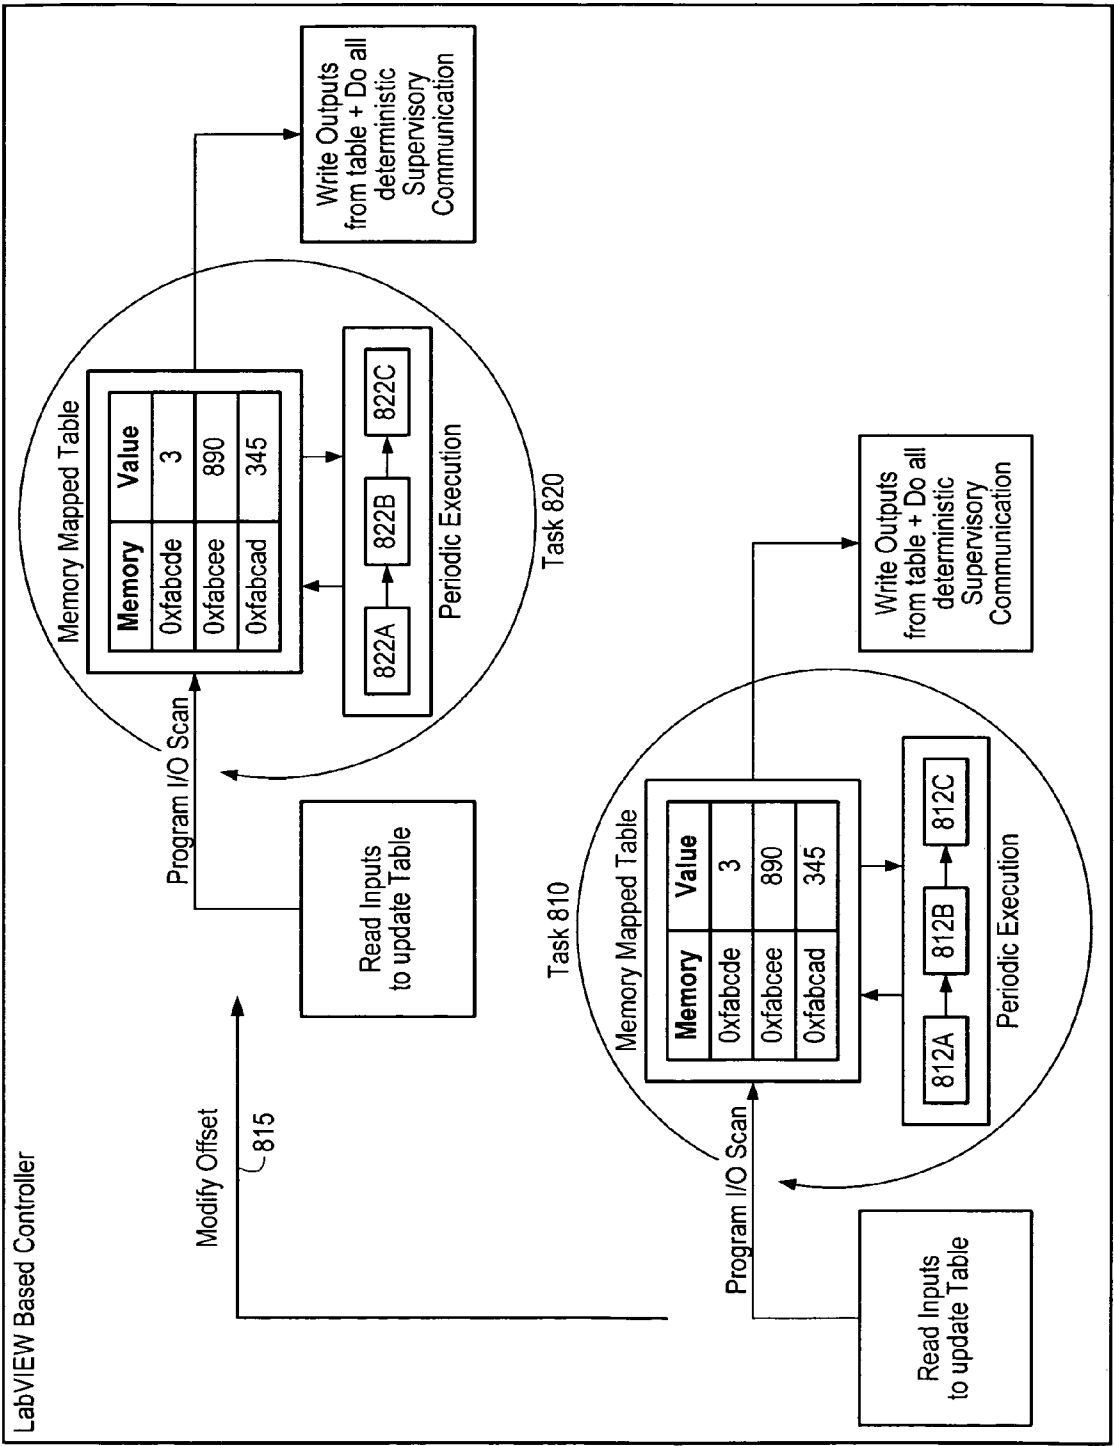 LabVIEW Based Controller
Modify Offset
815
Read Inputs
to update Table
Program I/O Scan
Memory Mapped Table
Memory Value
0xfabcde 3
0xfabcee 890
0xfabcad 345
822A 822B 822C
Periodic Execution
Task 820
Write Outputs
from table + Do all
deterministic
Supervisory
Communication
Read Inputs
to update Table
Program I/O Scan
Task 810
Memory Mapped Table
Memory Value
0xfabcde 3
0xfabcee 890
0xfabcad 345
812A 812B 812C
Periodic Execution
Write Outputs
from table + Do all
deterministic
Supervisory
Communication